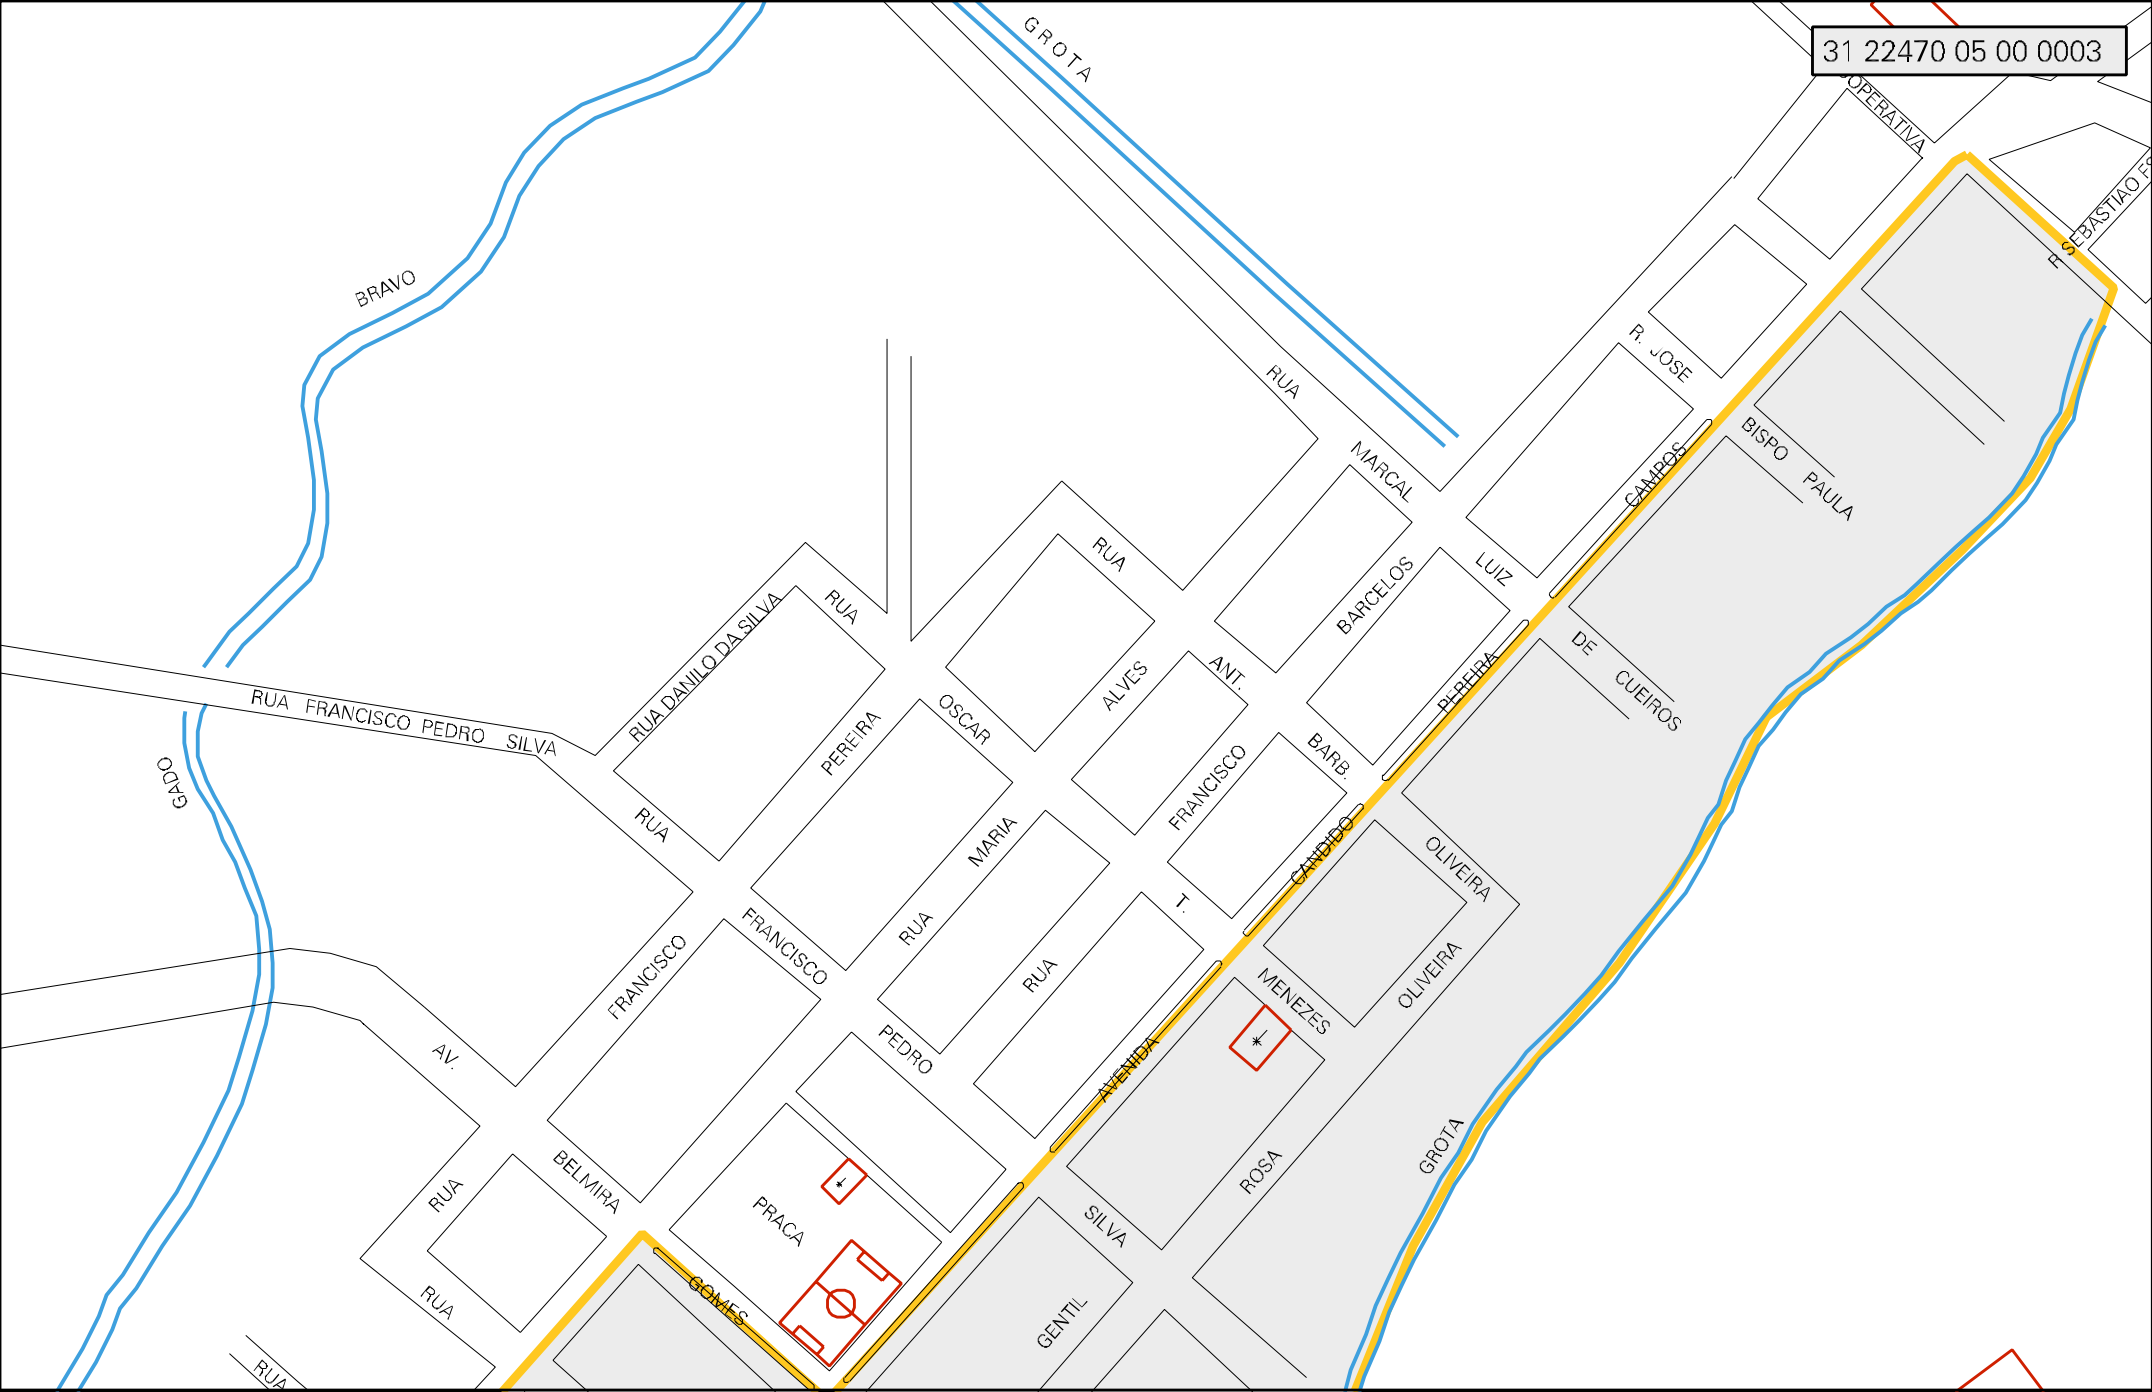 GROTA
31 22470 05 00 0003
OPERATIVA
R SEBASTIAO
BRAVO
RUA MARCAL LUIZ DE CUEIROS
R. JOSE BISPO PAULA
RUA ANT. BARB. OLIVEIRA
RUA OSCAR
T. MENEZES
RUA FRANCISCO PEDRO SILVA
GADO
RUA DANILO DA SILVA
RUA FRANCISCO PEDRO SILVA
RUA FRANCISCO PEREIRA
RUA MARIA ALVES
RUA FRANCISCO BARCELOS
AVENIDA CANDIDO PEREIRA CAMPOS
GENTIL ROSA OLIVEIRA
GROTA
AV. BELMIRA GOMES
PRACA
RUA
RUA